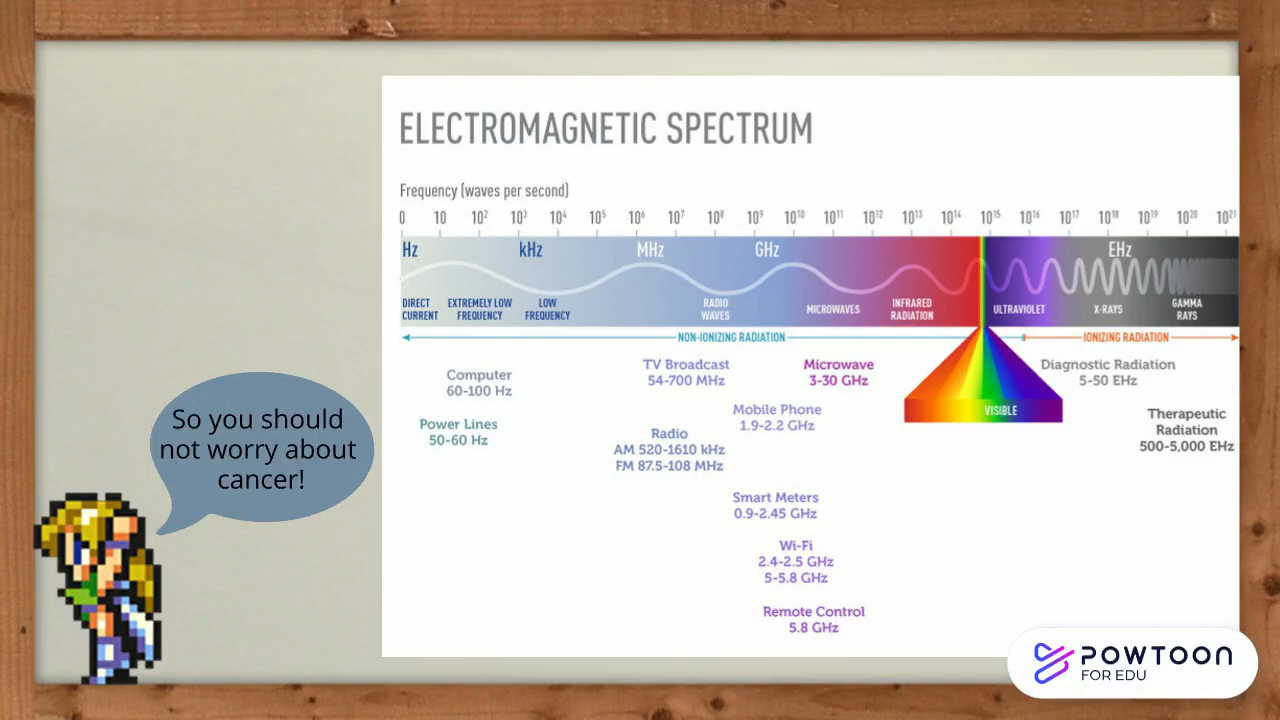 ELECTROMAGNETIC SPECTRUM
Frequency (waves per second)
0 10 10² 10³ 10⁴ 10⁵ 10⁶ 10⁷ 10⁸ 10⁹ 10¹⁰ 10¹¹ 10¹² 10¹³ 10¹⁴ 10¹⁵ 10¹⁶ 10¹⁷ 10¹⁸ 10¹⁹ 10²⁰ 10²¹
Hz kHz MHz GHz EHz
DIRECT
CURRENT
EXTREMELY LOW
FREQUENCY
LOW
FREQUENCY
RADIO
WAVES
MICROWAVES
INFRARED
RADIATION
ULTRAVIOLET
X-RAYS
GAMMA
RAYS
NON-IONIZING RADIATION
IONIZING RADIATION
Computer
60-100 Hz
Power Lines
50-60 Hz
TV Broadcast
54-700 MHz
Radio
AM 520-1610 kHz
FM 87.5-108 MHz
Mobile Phone
1.9-2.2 GHz
Smart Meters
0.9-2.45 GHz
Wi-Fi
2.4-2.5 GHz
5-5.8 GHz
Remote Control
5.8 GHz
Microwave
3-30 GHz
VISIBLE
Diagnostic Radiation
5-50 EHz
Therapeutic
Radiation
500-5,000 EHz
So you should
not worry about
cancer!
POWTOON
FOR EDU